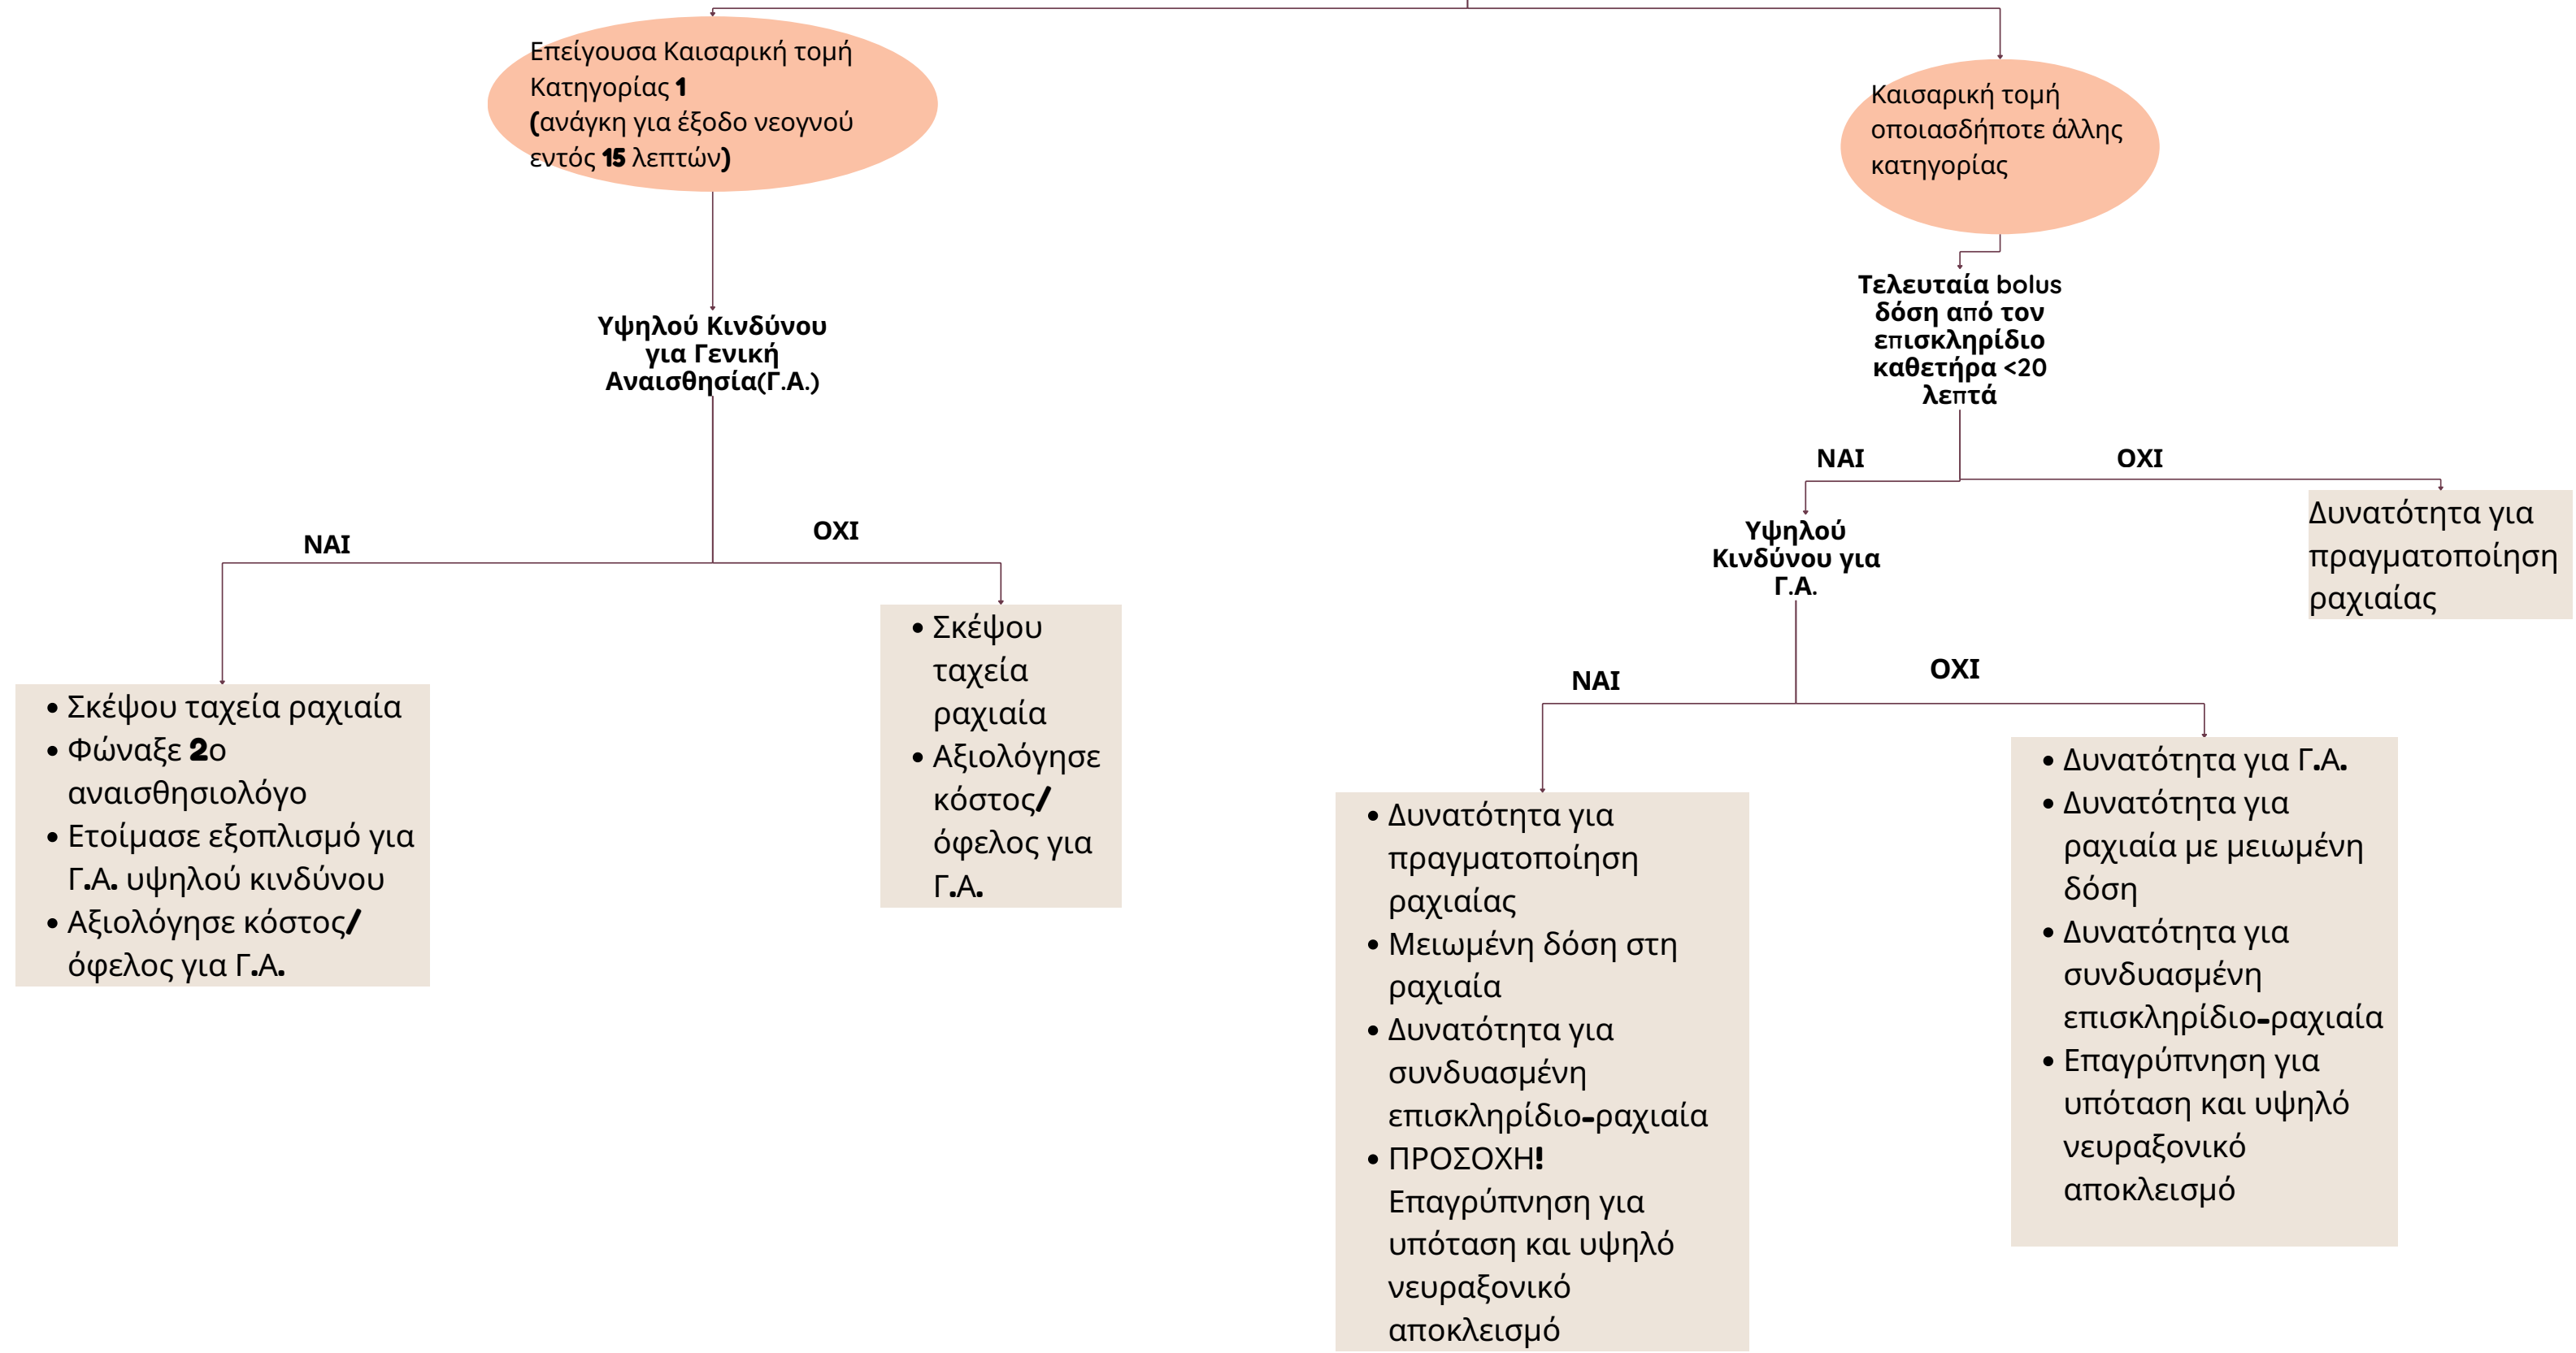 Επείγουσα Καισαρική τομή
Κατηγορίας 1
(ανάγκη για έξοδο νεογνού
εντός 15 λεπτών)
Υψηλού Κινδύνου
για Γενική
Αναισθησία(Γ.Α.)
ΝΑΙ
ΟΧΙ
• Σκέψου ταχεία ραχιαία
• Φώναξε 2ο
αναισθησιολόγο
• Ετοίμασε εξοπλισμό για
Γ.Α. υψηλού κινδύνου
• Αξιολόγησε κόστος/
όφελος για Γ.Α.
• Σκέψου
ταχεία
ραχιαία
• Αξιολόγησε
κόστος/
όφελος για
Γ.Α.
Καισαρική τομή
οποιασδήποτε άλλης
κατηγορίας
Τελευταία bolus
δόση από τον
επισκληρίδιο
καθετήρα <20
λεπτά
ΝΑΙ
ΟΧΙ
Υψηλού
Κινδύνου για
Γ.Α.
Δυνατότητα για
πραγματοποίηση
ραχιαίας
ΝΑΙ
ΟΧΙ
• Δυνατότητα για
πραγματοποίηση
ραχιαίας
• Μειωμένη δόση στη
ραχιαία
• Δυνατότητα για
συνδυασμένη
επισκληρίδιο-ραχιαία
• ΠΡΟΣΟΧΗ!
Επαγρύπνηση για
υπόταση και υψηλό
νευραξονικό
αποκλεισμό
• Δυνατότητα για Γ.Α.
• Δυνατότητα για
ραχιαία με μειωμένη
δόση
• Δυνατότητα για
συνδυασμένη
επισκληρίδιο-ραχιαία
• Επαγρύπνηση για
υπόταση και υψηλό
νευραξονικό
αποκλεισμό